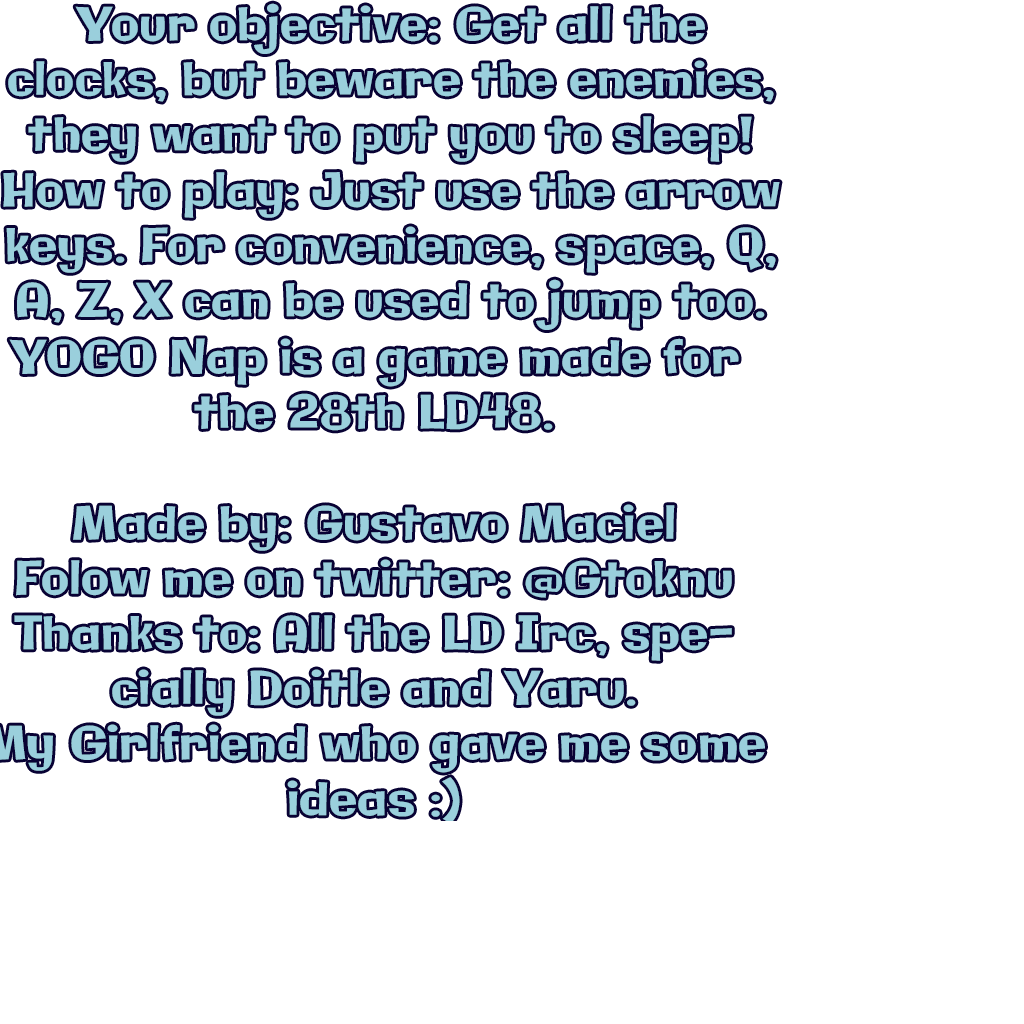 Your objective: Get all the
clocks, but beware the enemies,
they want to put you to sleep!
How to play: Just use the arrow
keys. For convenience, space, Q,
A, Z, X can be used to jump too.
YOGO Nap is a game made for
the 28th LD48.
Made by: Gustavo Maciel
Folow me on twitter: @Gtoknu
Thanks to: All the LD Irc, spe-
cially Doitle and Yaru.
My Girlfriend who gave me some
ideas :)